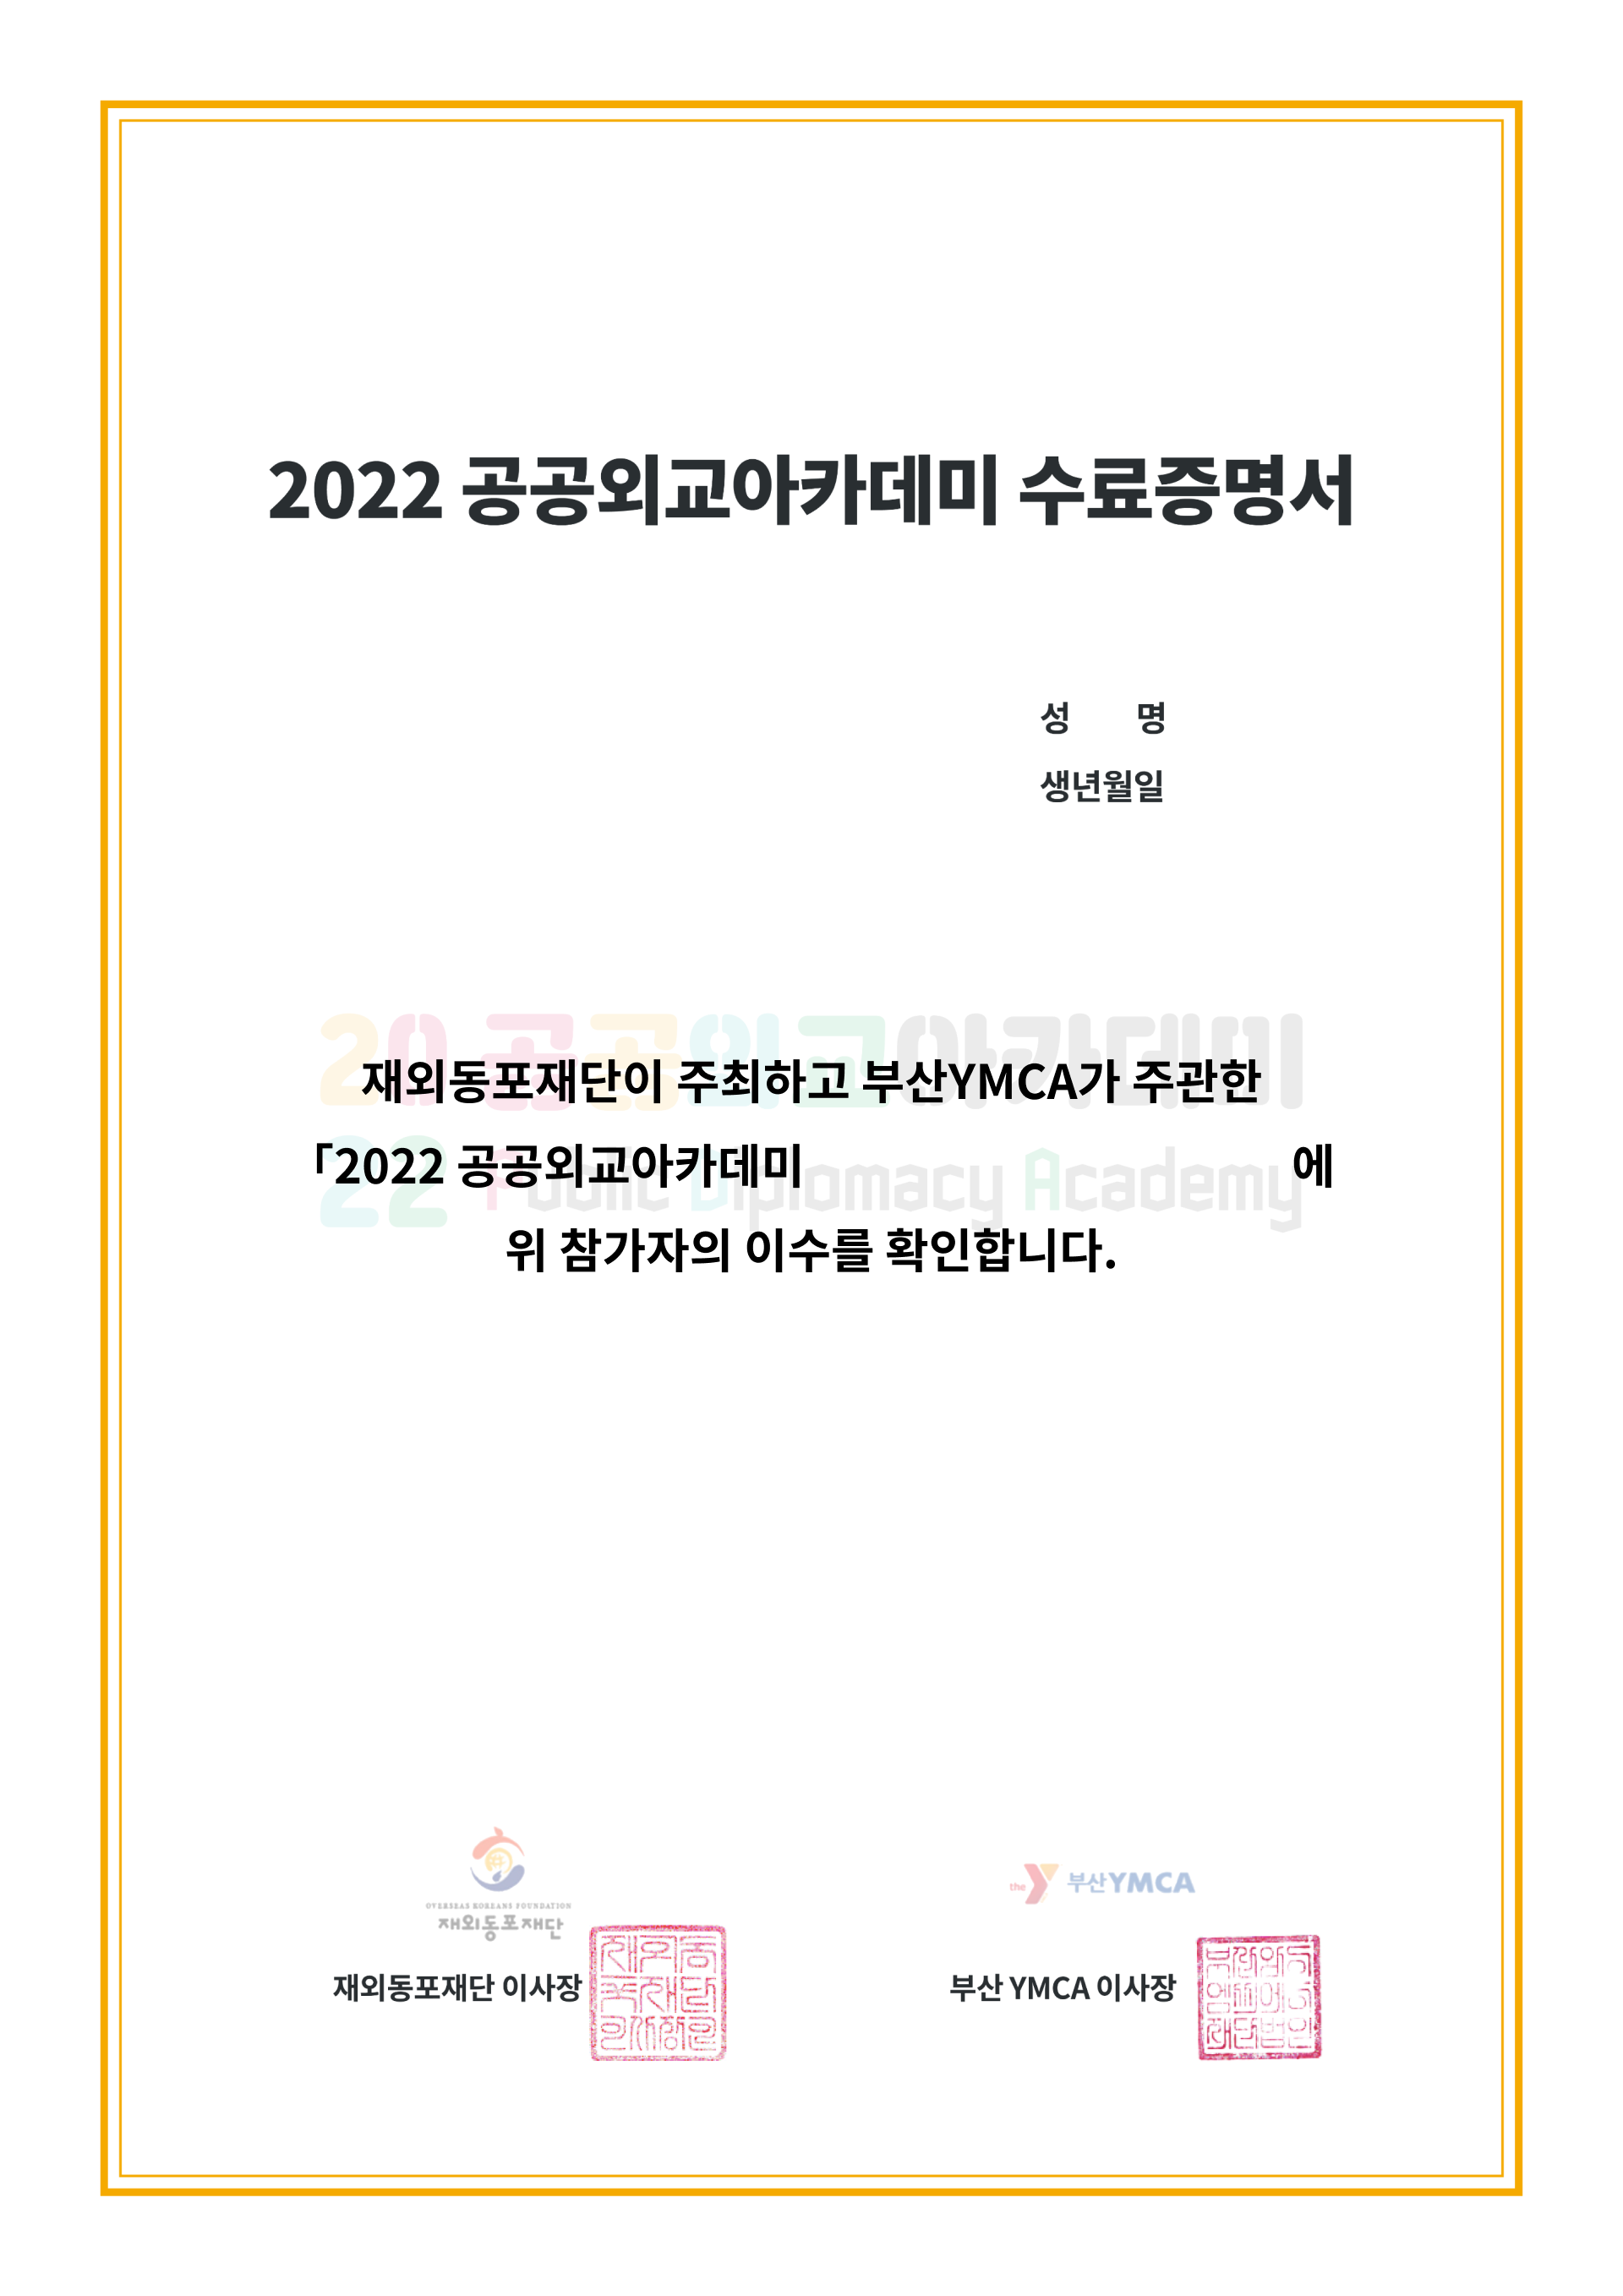 2022 공공외교아카데미 수료증명서
성 명
생년월일
20 공공외교아카데미
22 Public Diplomacy Academy
재외동포재단이 주최하고 부산YMCA가 주관한
「2022 공공외교아카데미 에
위 참가자의 이수를 확인합니다.
OVERSEAS KOREANS FOUNDATION
재외동포재단
the Y 부산YMCA
재외동포재단 이사장
부산 YMCA 이사장